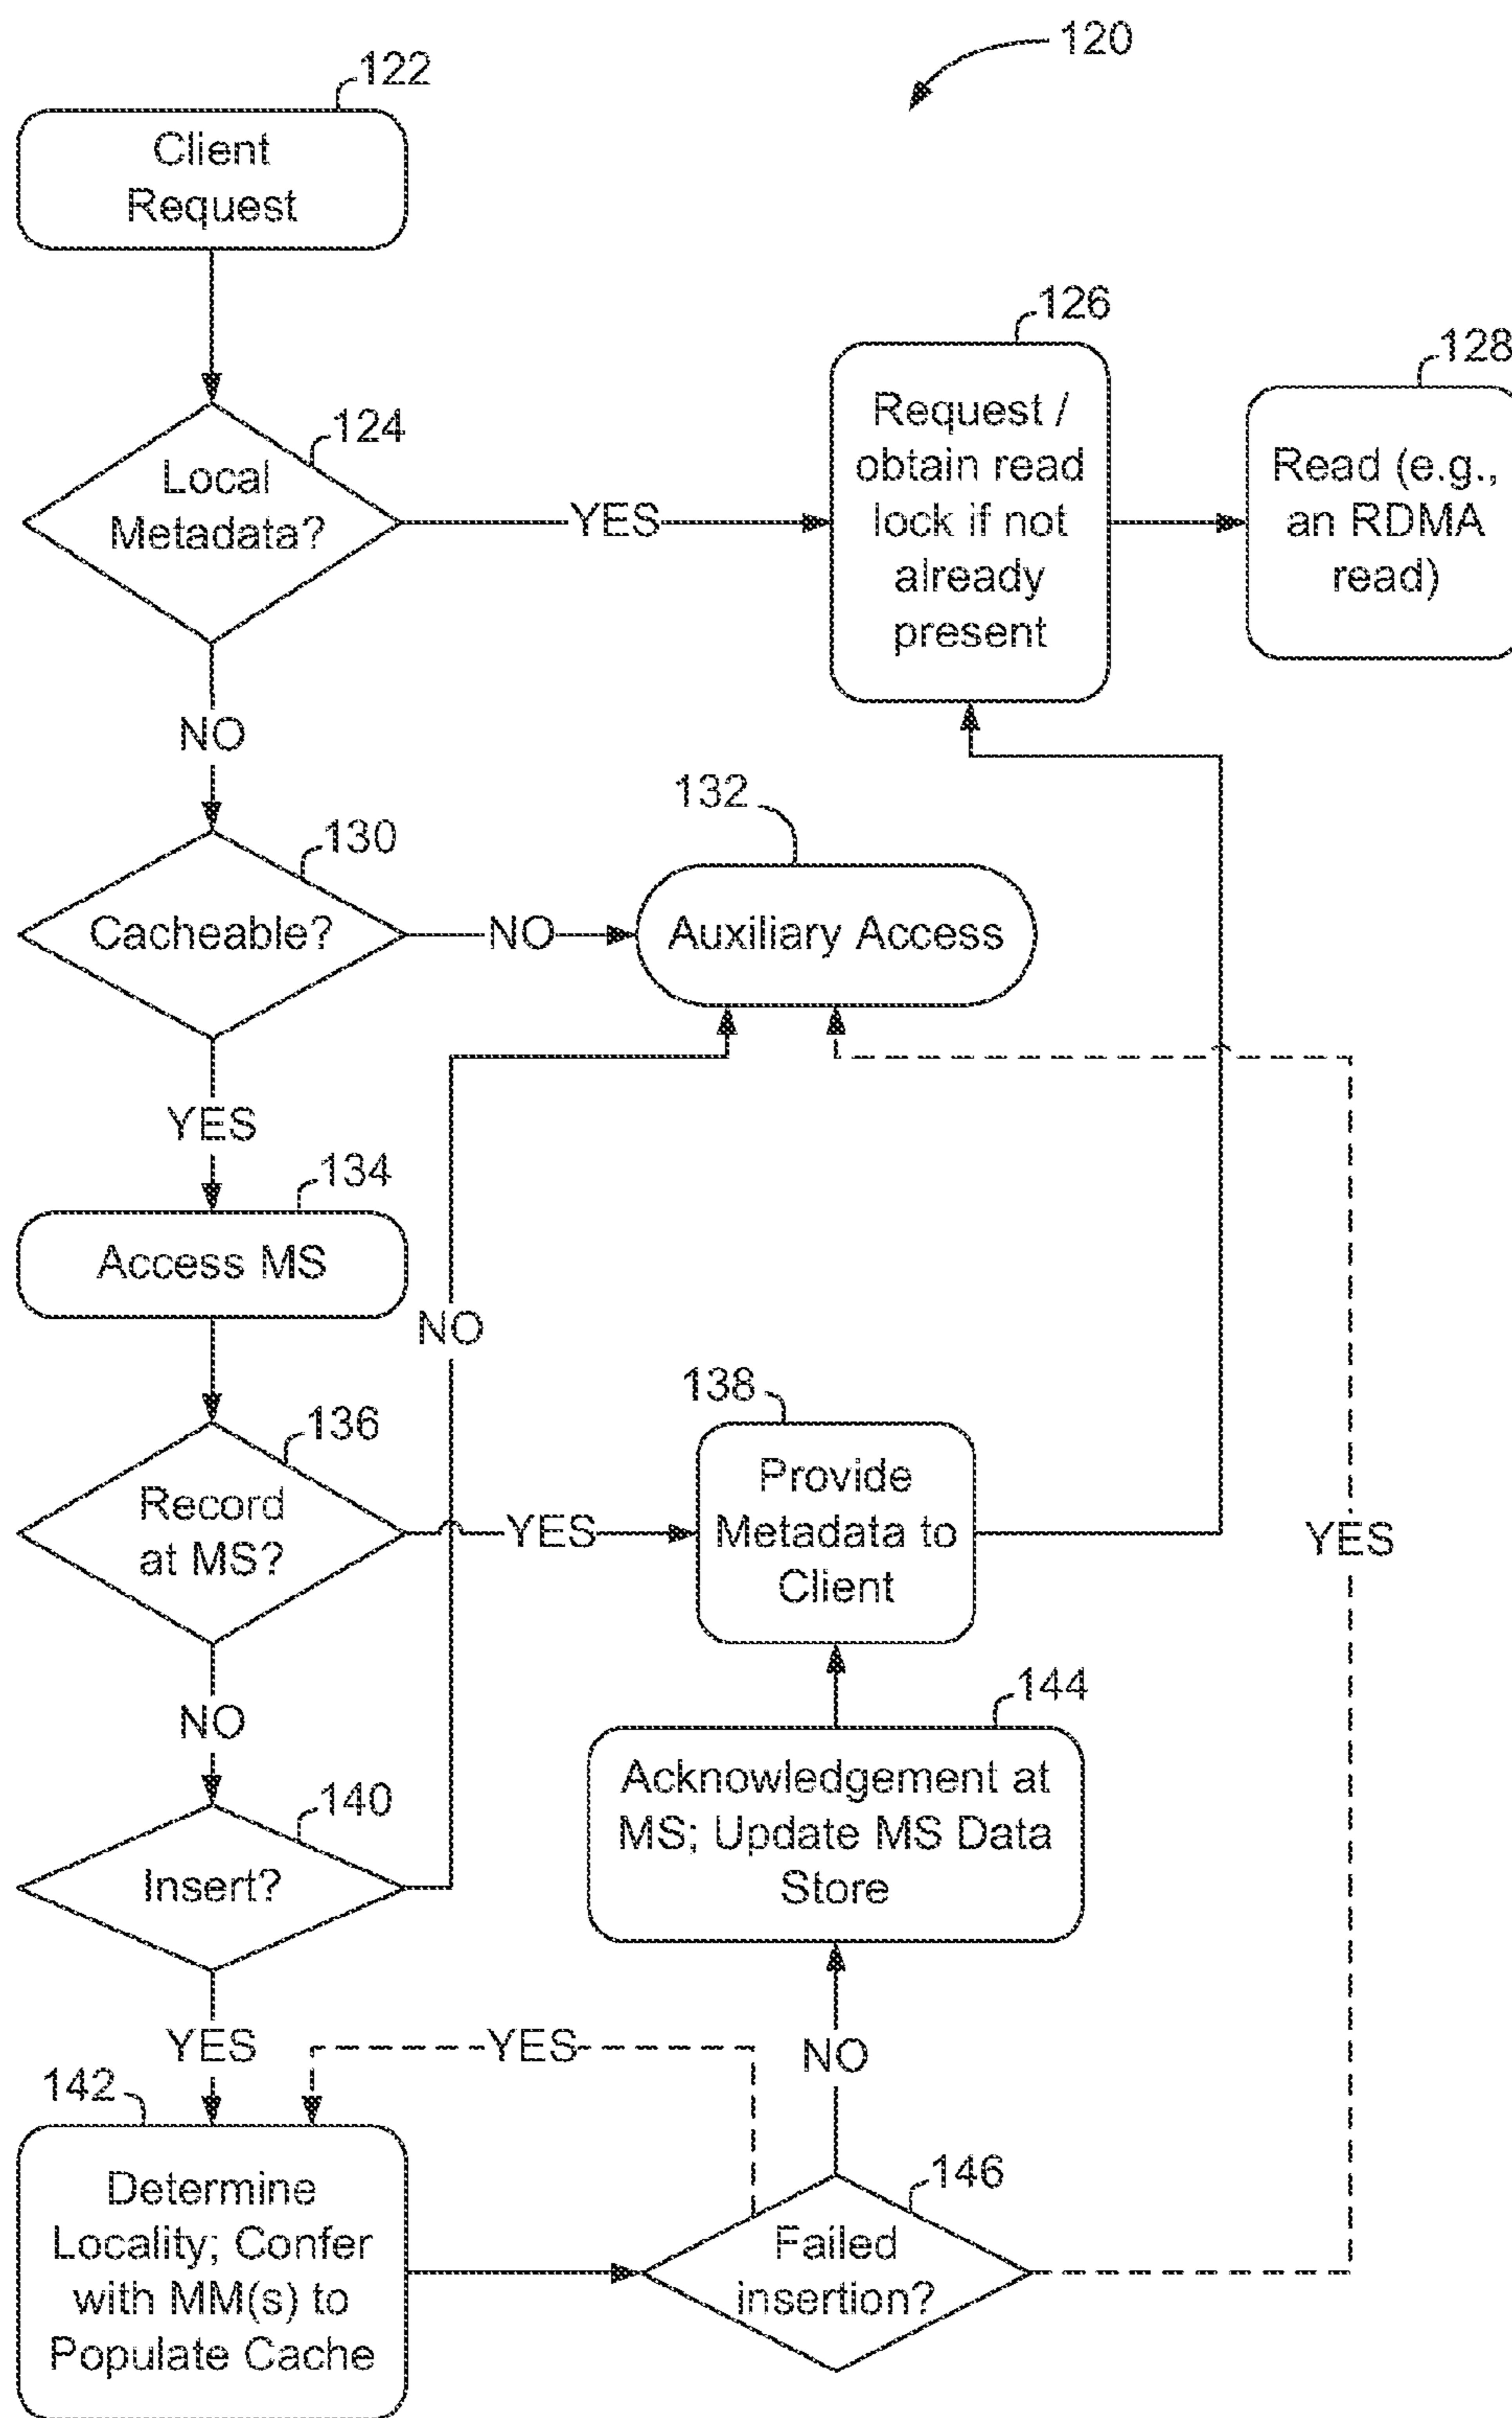 120
122
Client
Request
126
128
Request /
obtain read
lock if not
already
present
Read (e.g.,
an RDMA
read)
124
Local
Metadata?
YES
NO
132
130
Cacheable?
NO
Auxiliary Access
YES
134
Access MS
NO
138
136
Record
at MS?
YES
Provide
Metadata to
Client
YES
NO
144
140
Insert?
Acknowledgement at
MS; Update MS Data
Store
YES
YES
NO
142
146
Determine
Locality; Confer
with MM(s) to
Populate Cache
Failed
insertion?